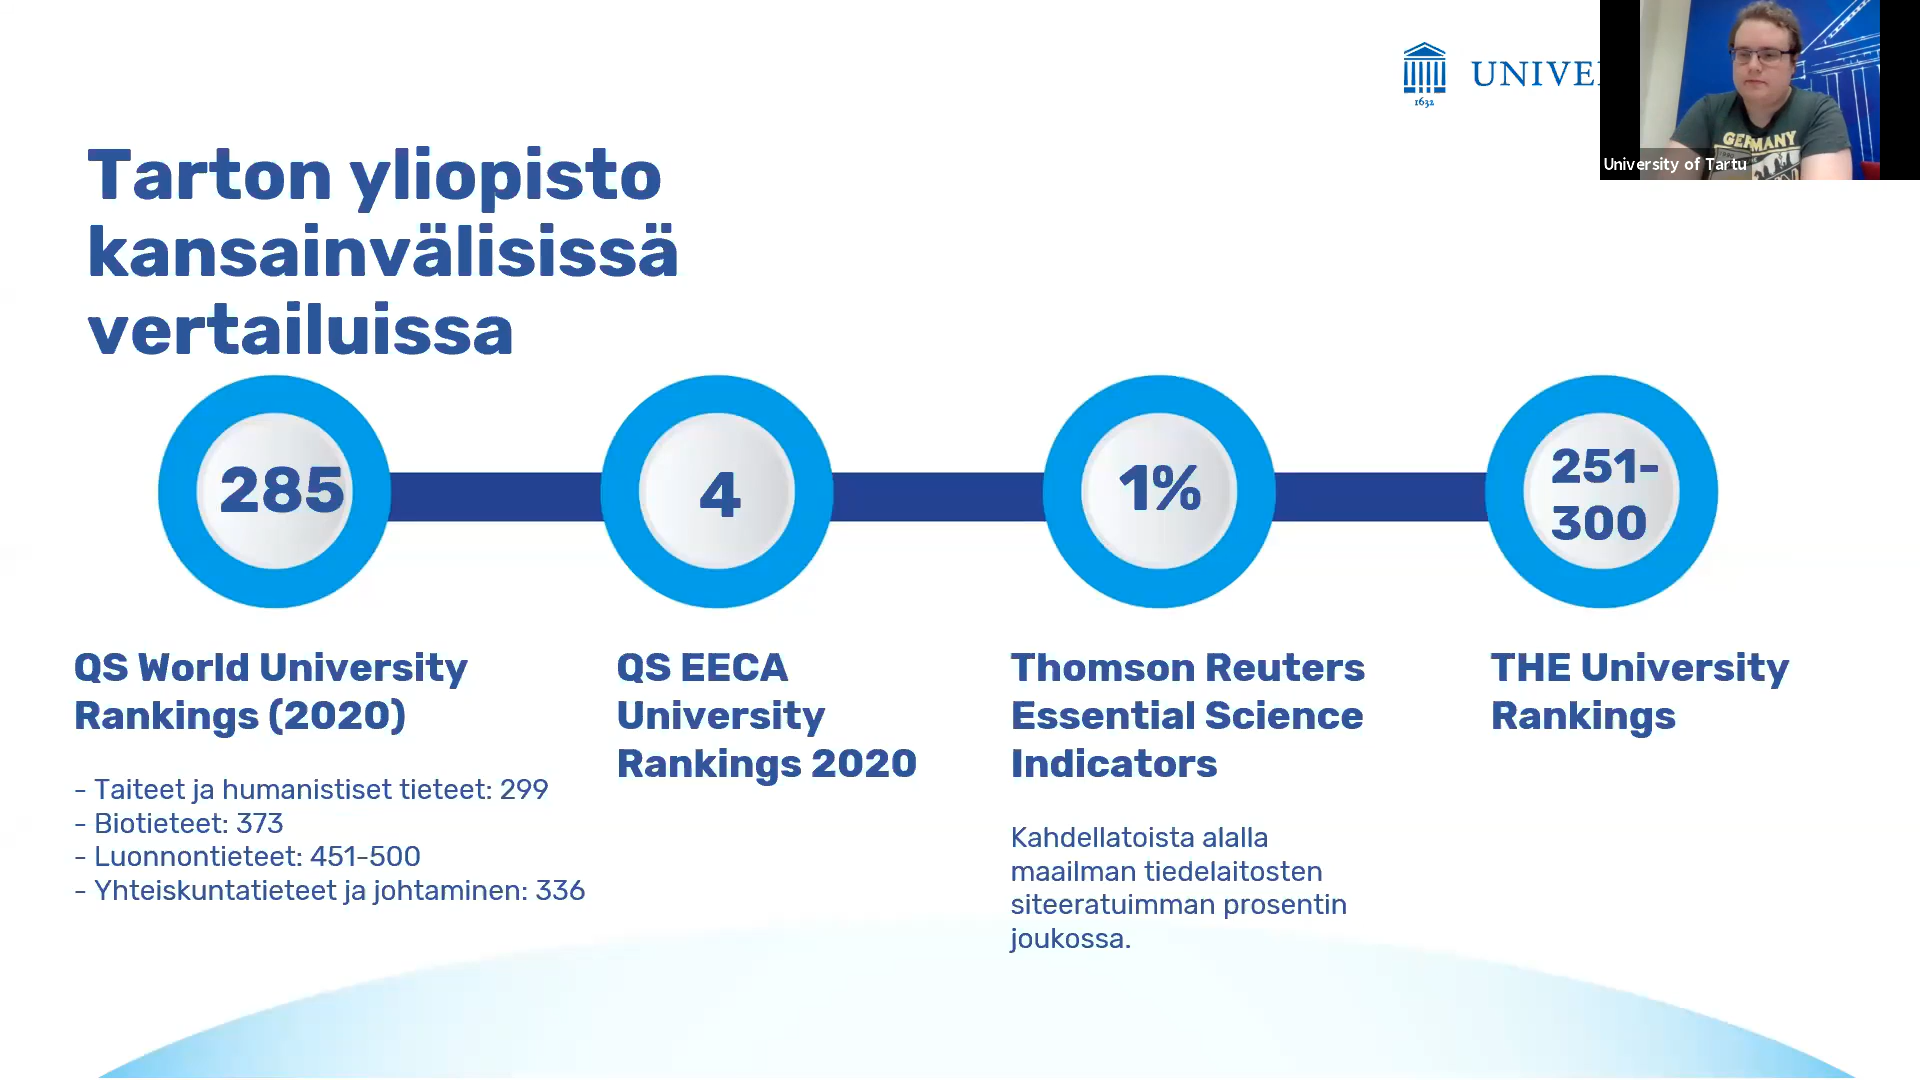 1632
UNIVE
GERMANY
University of Tartu
Tarton yliopisto
kansainvälisissä
vertailuissa
285
4
1%
251-
300
QS World University
Rankings (2020)
- Taiteet ja humanistiset tieteet: 299
- Biotieteet: 373
- Luonnontieteet: 451-500
- Yhteiskuntatieteet ja johtaminen: 336
QS EECA
University
Rankings 2020
Thomson Reuters
Essential Science
Indicators
Kahdellatoista alalla
maailman tiedelaitosten
siteeratuimman prosentin
joukossa.
THE University
Rankings